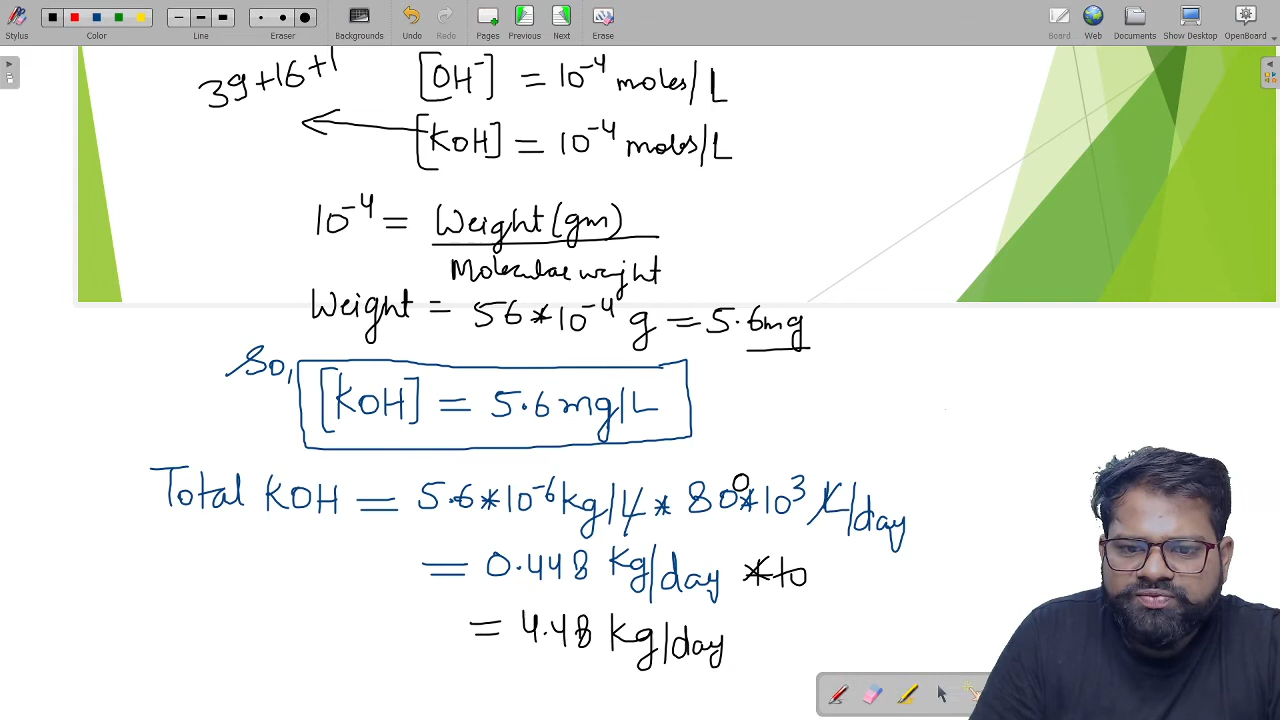 Stylus Color Line Eraser Backgrounds Undo Redo Pages Previous Next Erase Board Web Documents Show Desktop OpenBoard
39+16+1
[OH⁻] = 10⁻⁴ moles/L
[KOH] = 10⁻⁴ moles/L
10⁻⁴ = Weight(gm)
Molecular weight
Weight = 56*10⁻⁴ g = 5.6mg
So,
[KOH] = 5.6 mg/L
Total KOH = 5.6*10⁻⁶ kg/L * 800*10³ L/day
= 0.448 Kg/day *10
= 4.48 Kg/day